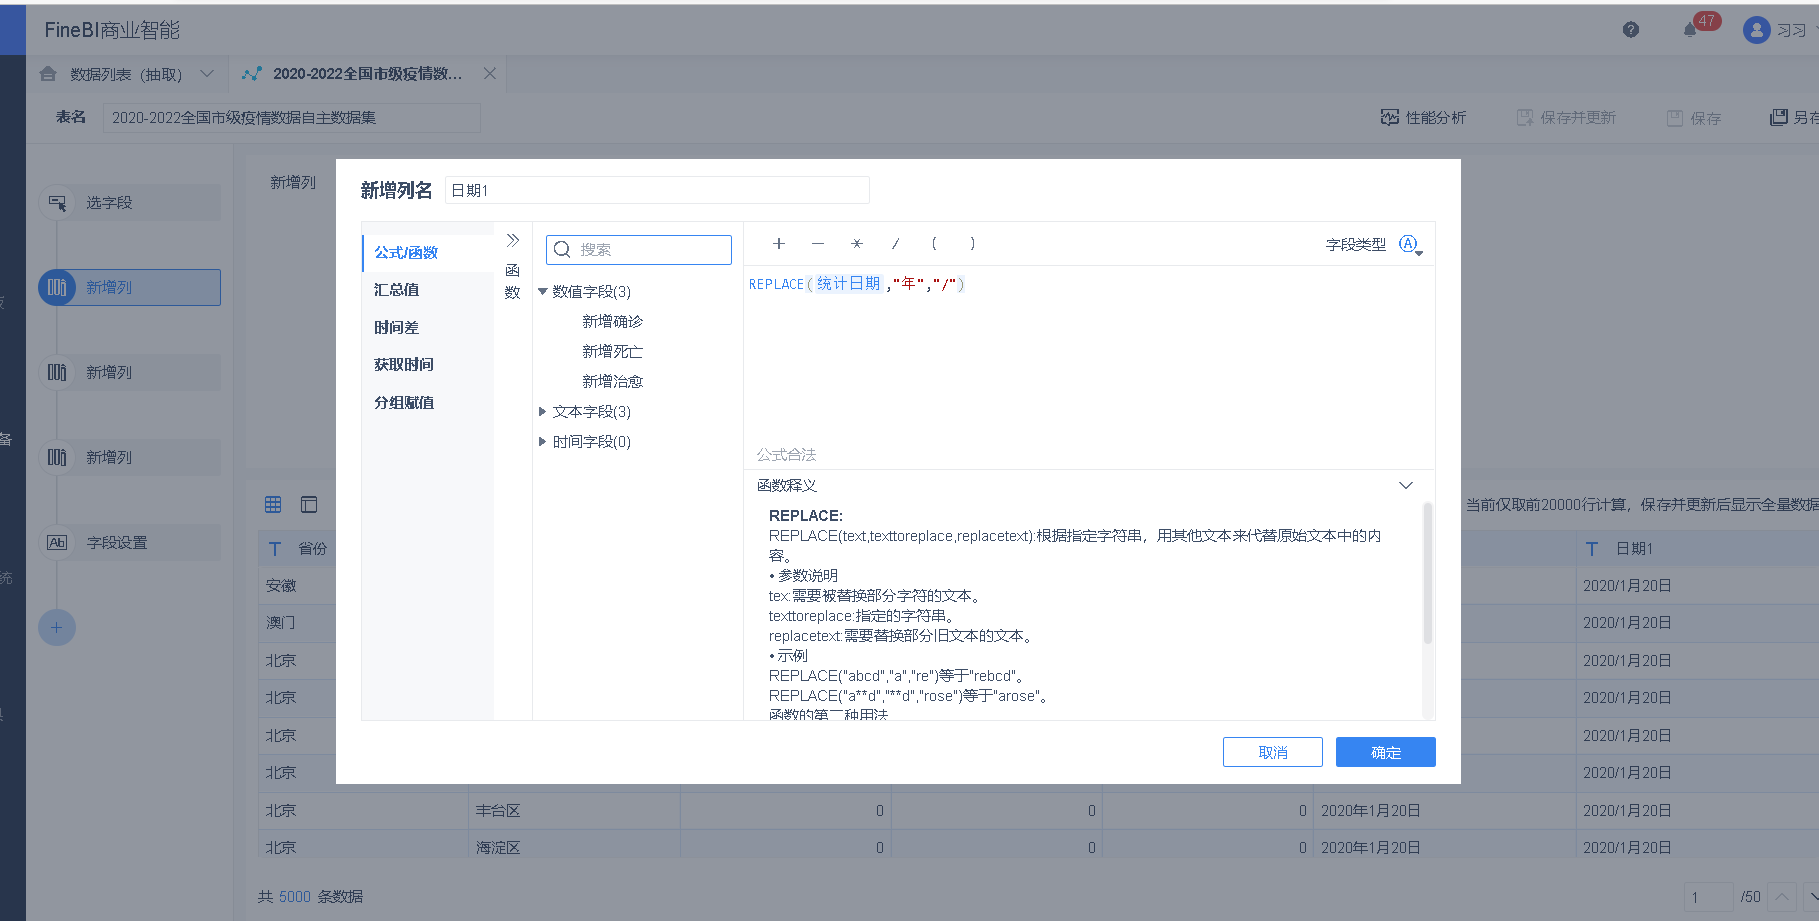 FineBI商业智能
47
习习
数据列表（抽取）
2020-2022全国市级疫情数...
表名
2020-2022全国市级疫情数据自主数据集
性能分析
保存并更新
保存
另存
选字段
新增列
新增列
新增列
字段设置
备
统
新增列
新增列名
日期1
公式/函数
汇总值
时间差
获取时间
分组赋值
函数
搜索
数值字段(3)
新增确诊
新增死亡
新增治愈
文本字段(3)
时间字段(0)
+ − * / ( )
字段类型
REPLACE(统计日期,"年","/")
公式合法
函数释义
REPLACE:
REPLACE(text,texttoreplace,replacetext):根据指定字符串，用其他文本来代替原始文本中的内
容。
• 参数说明
tex:需要被替换部分字符的文本。
texttoreplace:指定的字符串。
replacetext:需要替换部分旧文本的文本。
• 示例
REPLACE("abcd","a","re")等于"rebcd"。
REPLACE("a**d","**d","rose")等于"arose"。
函数的第二种用法
取消
确定
当前仅取前20000行计算，保存并更新后显示全量数据
T 省份
T 日期1
安徽 2020/1月20日
澳门 2020/1月20日
北京 2020/1月20日
北京 2020/1月20日
北京 2020/1月20日
北京 2020/1月20日
北京 丰台区 0 0 0 2020年1月20日 2020/1月20日
北京 海淀区 0 0 0 2020年1月20日 2020/1月20日
共 5000 条数据
1 /50